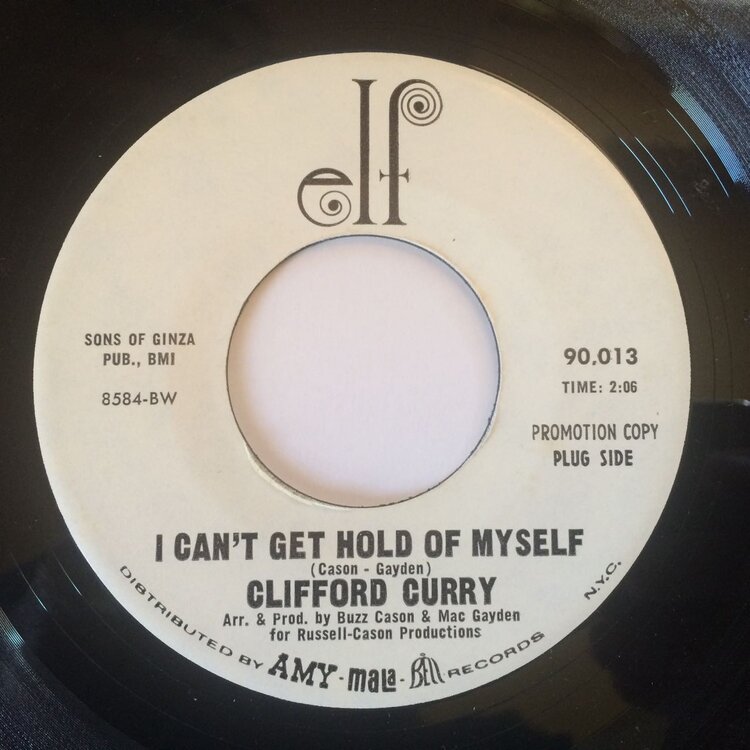 elf
SONS OF GINZA
PUB., BMI
8584-BW
90.013
TIME: 2:06
PROMOTION COPY
PLUG SIDE
I CAN'T GET HOLD OF MYSELF
(Cason - Gayden)
CLIFFORD CURRY
Arr. & Prod. by Buzz Cason & Mac Gayden
for Russell-Cason Productions
DISTRIBUTED BY AMY - mala - Bell RECORDS N.Y.C.